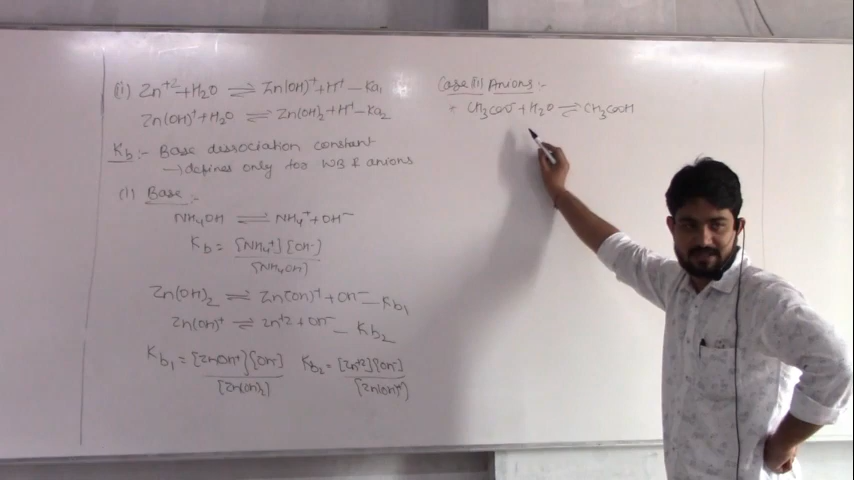 (ii) Zn+2 + H2O ⇌ Zn(OH)+ + H+ — Ka1
Zn(OH)+ + H2O ⇌ Zn(OH)2 + H+ — Ka2
Kb :- Base dissociation constant
→ defines only for WB & anions
(1) Base :-
NH4OH ⇌ NH4+ + OH-
Kb = [NH4+][OH-]
[NH4OH]
Zn(OH)2 ⇌ Zn(OH)+ + OH- — Kb1
Zn(OH)+ ⇌ Zn+2 + OH- — Kb2
Kb1 = [ZnOH+][OH-] Kb2 = [Zn+2][OH-]
[Zn(OH)2] [Zn(OH)+]
Case (ii) Anions :-
CH3COO- + H2O ⇌ CH3COOH